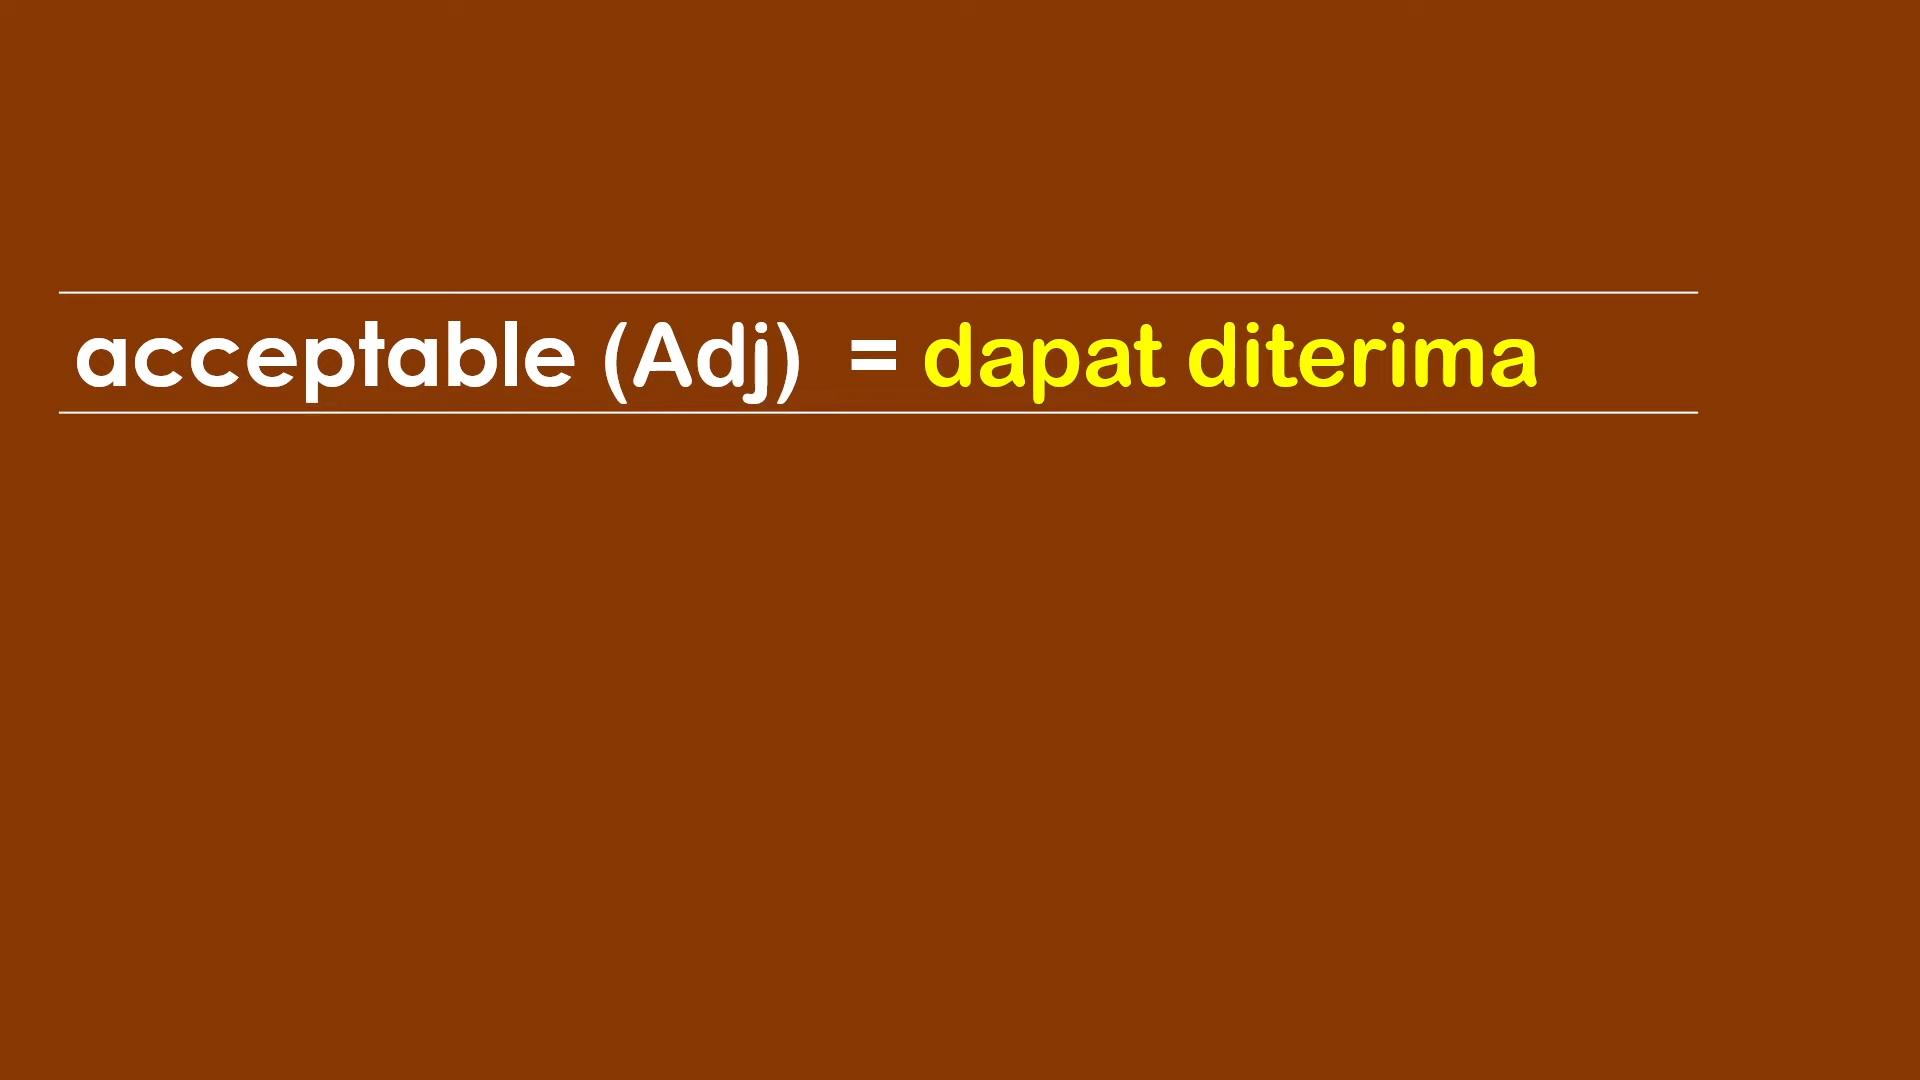 acceptable (Adj) = dapat diterima